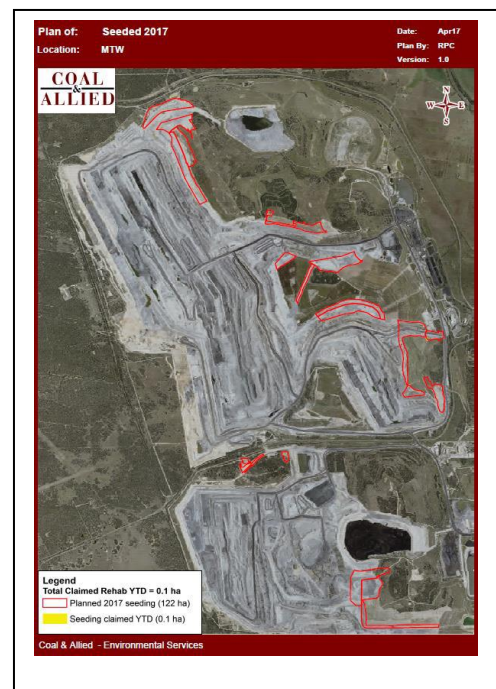 Plan of: Seeded 2017
Location: MTW
Date: Apr17
Plan By: RPC
Version: 1.0
COAL
&
ALLIED
N
W E
S
Legend
Total Claimed Rehab YTD = 0.1 ha
Planned 2017 seeding (122 ha)
Seeding claimed YTD (0.1 ha)
Coal & Allied - Environmental Services